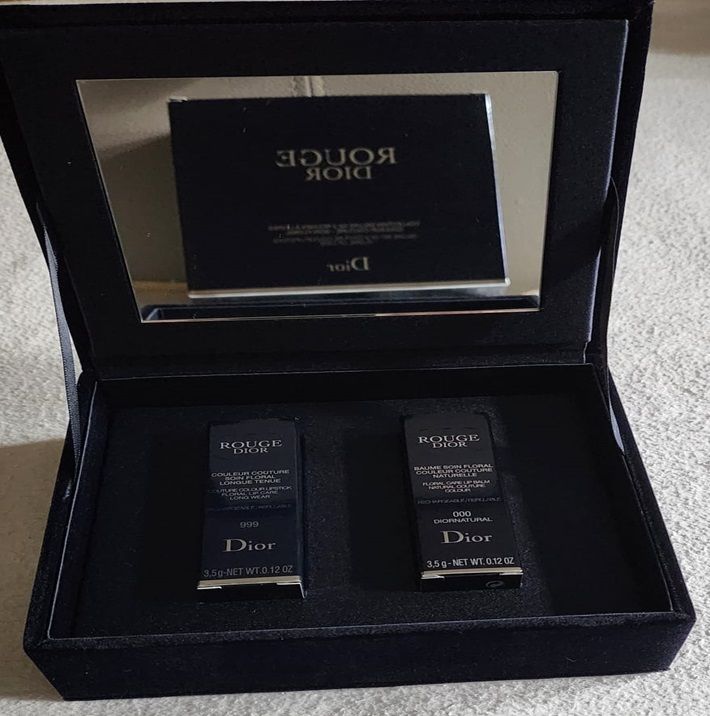 ROUGE
DIOR
Dior
ROUGE
DIOR
COULEUR COUTURE
SOIN FLORAL
LONGUE TENUE
COUTURE COLOUR LIPSTICK
FLORAL LIP CARE
LONG WEAR
999
Dior
3,5 g - NET WT. 0.12 OZ
ROUGE
DIOR
BAUME SOIN FLORAL
COULEUR COUTURE
NATURELLE
FLORAL CARE LIP BALM
NATURAL COUTURE
COLOUR
RECHARGEABLE/REFILLABLE
000
DIORNATURAL
Dior
3,5 g - NET WT. 0.12 OZ